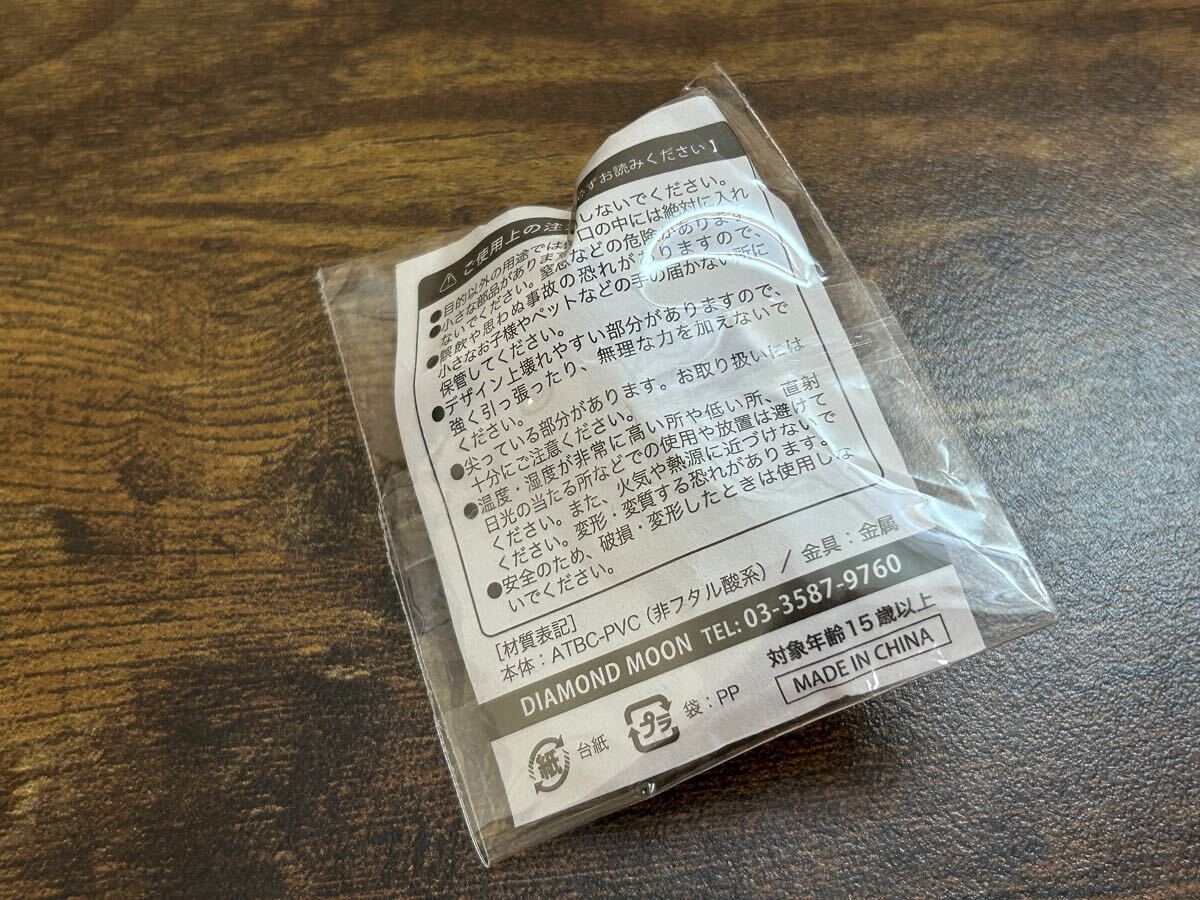 ⚠ ご使用上の注 必ずお読みください】
●目的以外の用途では しないでください。
●小さな部品がありま 口の中には絶対に入れ
ないでください。窒息などの危険があります
●誤飲や思わぬ事故の恐れがありますので、
小さなお子様やペットなどの手の届かない所に
保管してください。
●デザイン上壊れやすい部分がありますので、
強く引っ張ったり、無理な力を加えないで
ください。
●尖っている部分があります。お取り扱いには
十分にご注意ください。
●温度・湿度が非常に高い所や低い所、直射
日光の当たる所などでの使用や放置は避けて
ください。また、火気や熱源に近づけないで
ください。変形・変質する恐れがあります。
●安全のため、破損・変形したときは使用しな
いでください。
[材質表記]
本体:ATBC-PVC(非フタル酸系)/ 金具:金属
DIAMOND MOON TEL: 03-3587-9760
対象年齢15歳以上
MADE IN CHINA
紙 台紙 プラ 袋:PP